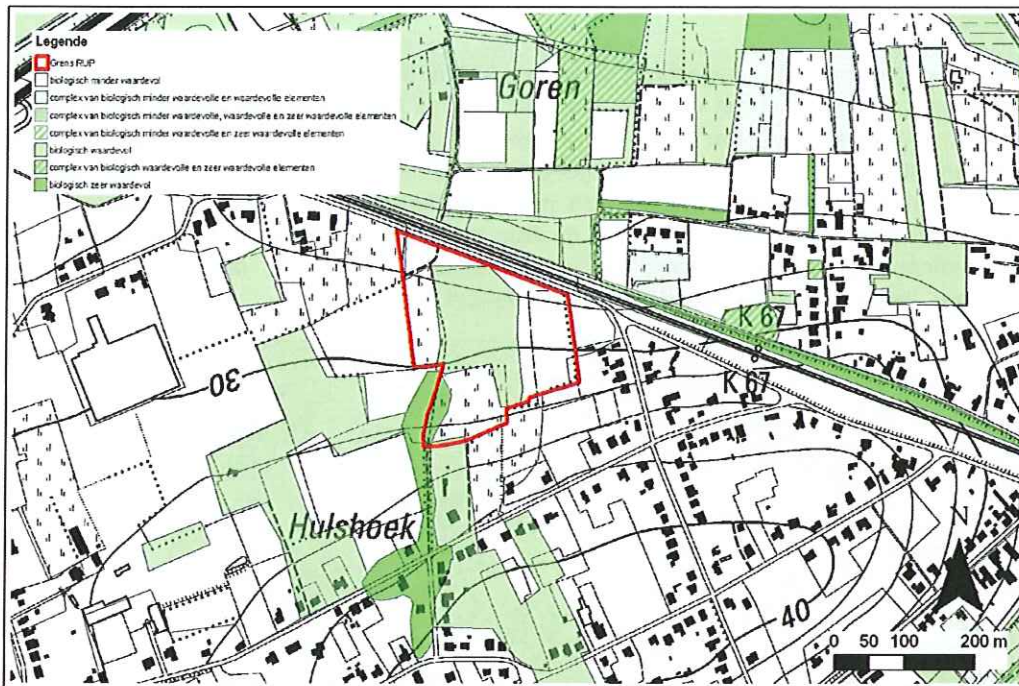 Legende
Grens RUP
biologisch minder waardevol
complex van biologisch minder waardevolle en waardevolle elementen
complex van biologisch minder waardevolle, waardevolle en zeer waardevolle elementen
complex van biologisch minder waardevolle en zeer waardevolle elementen
biologisch waardevol
complex van biologisch waardevolle en zeer waardevolle elementen
biologisch zeer waardevol
Goren
K 67
8
K 67
30
Hulshoek
N
40
0 50 100 200 m